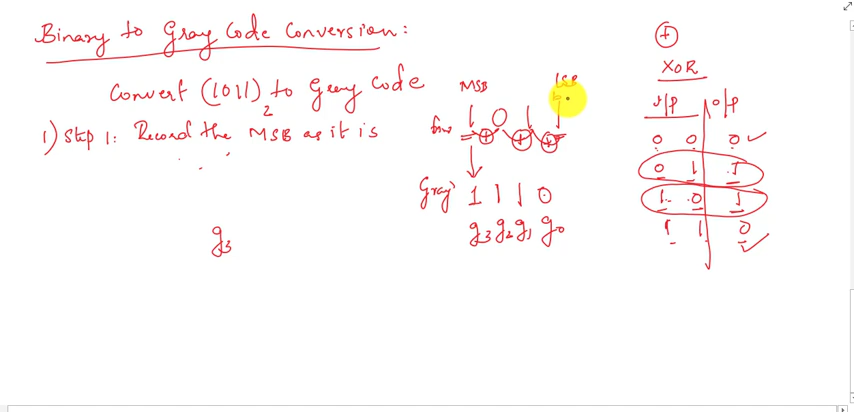 Binary to Gray Code Conversion:
Convert (1011)2 to Gray Code
1) Step 1: Record the MSB as it is
MSB LSB
1 0 1 1
⊕ ⊕ ⊕
Gray 1 1 1 0
g3 g2 g1 g0
g3
⊕
XOR
I/P O/P
0 0 0
0 1 1
1 0 1
1 1 0